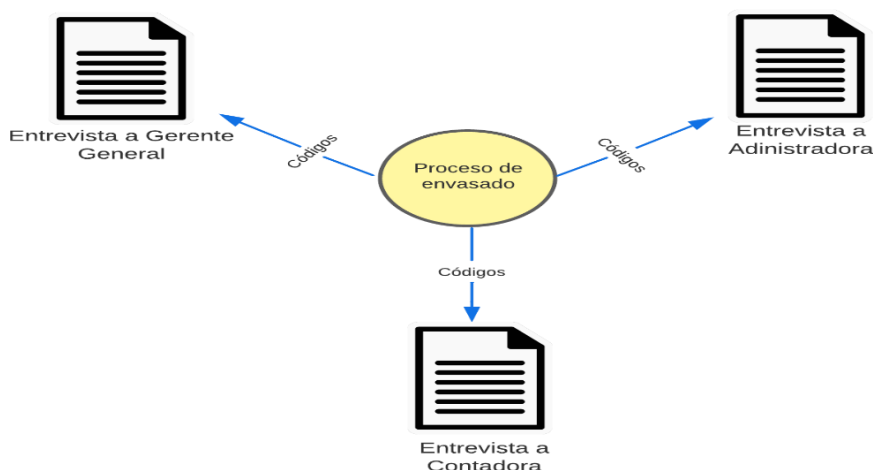 Entrevista a Gerente
General
Códigos
Proceso de
envasado
Códigos
Entrevista a
Adinistradora
Códigos
Entrevista a
Contadora